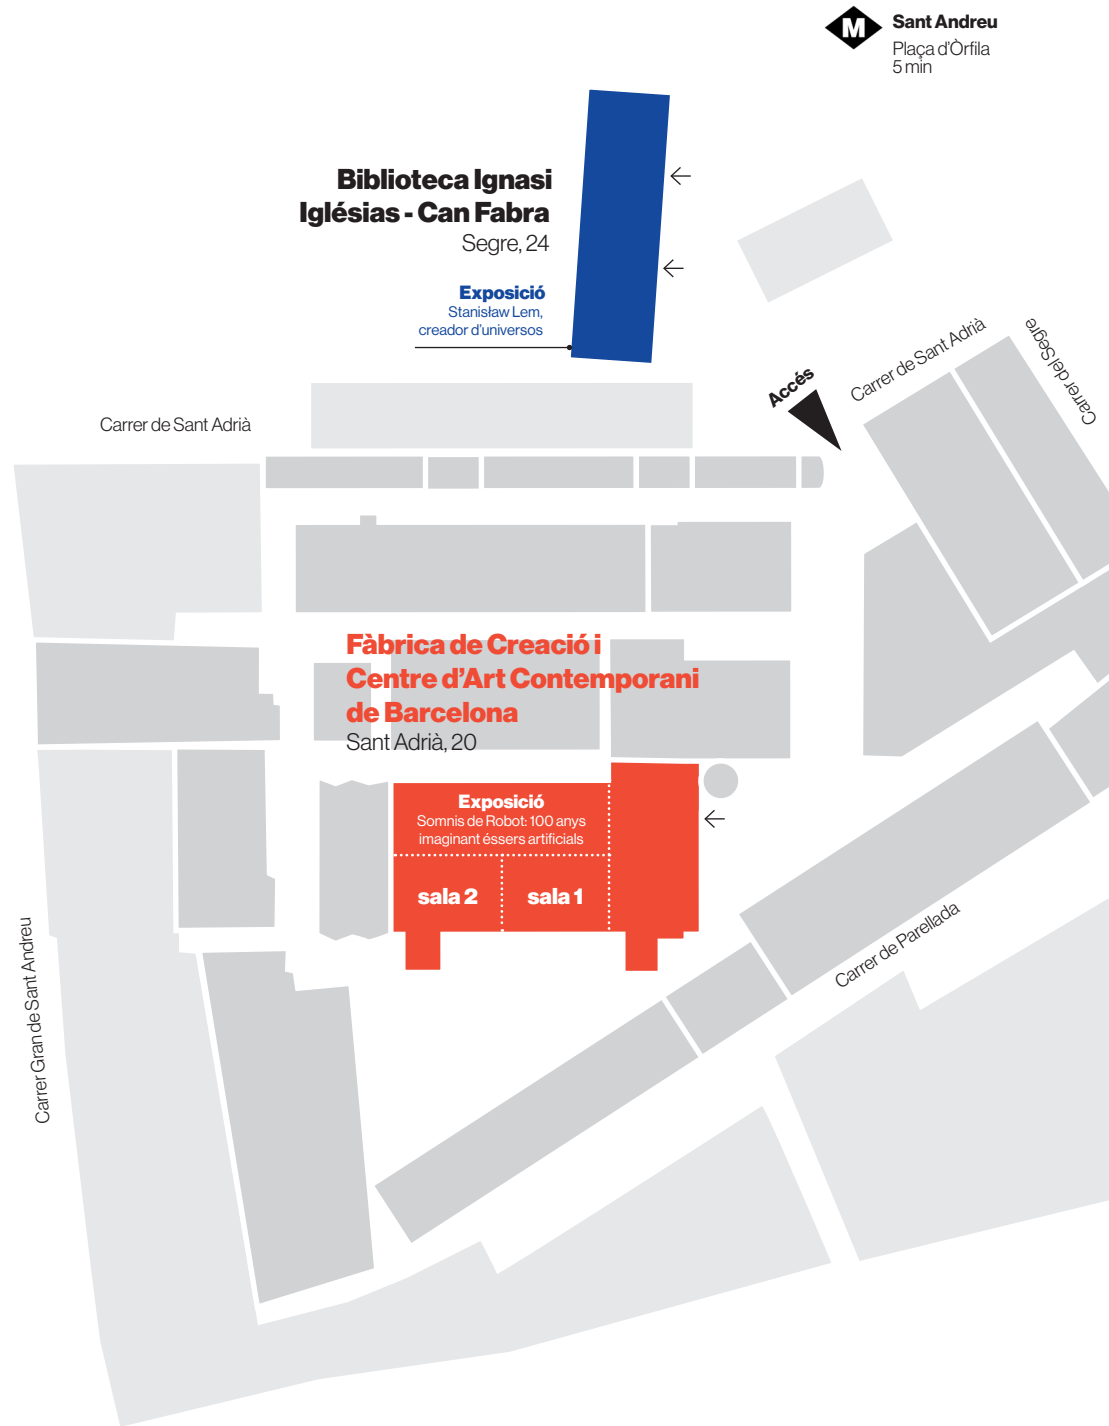 M
Sant Andreu
Plaça d'Òrfila
5 min
Biblioteca Ignasi
Iglésias - Can Fabra
Segre, 24
Exposició
Stanisław Lem,
creador d'universos
Accés
Carrer de Sant Adrià
Carrer del Segre
Carrer de Sant Adrià
Fàbrica de Creació i
Centre d'Art Contemporani
de Barcelona
Sant Adrià, 20
Exposició
Somnis de Robot: 100 anys
imaginant éssers artificials
sala 2
sala 1
Carrer Gran de Sant Andreu
Carrer de Parellada